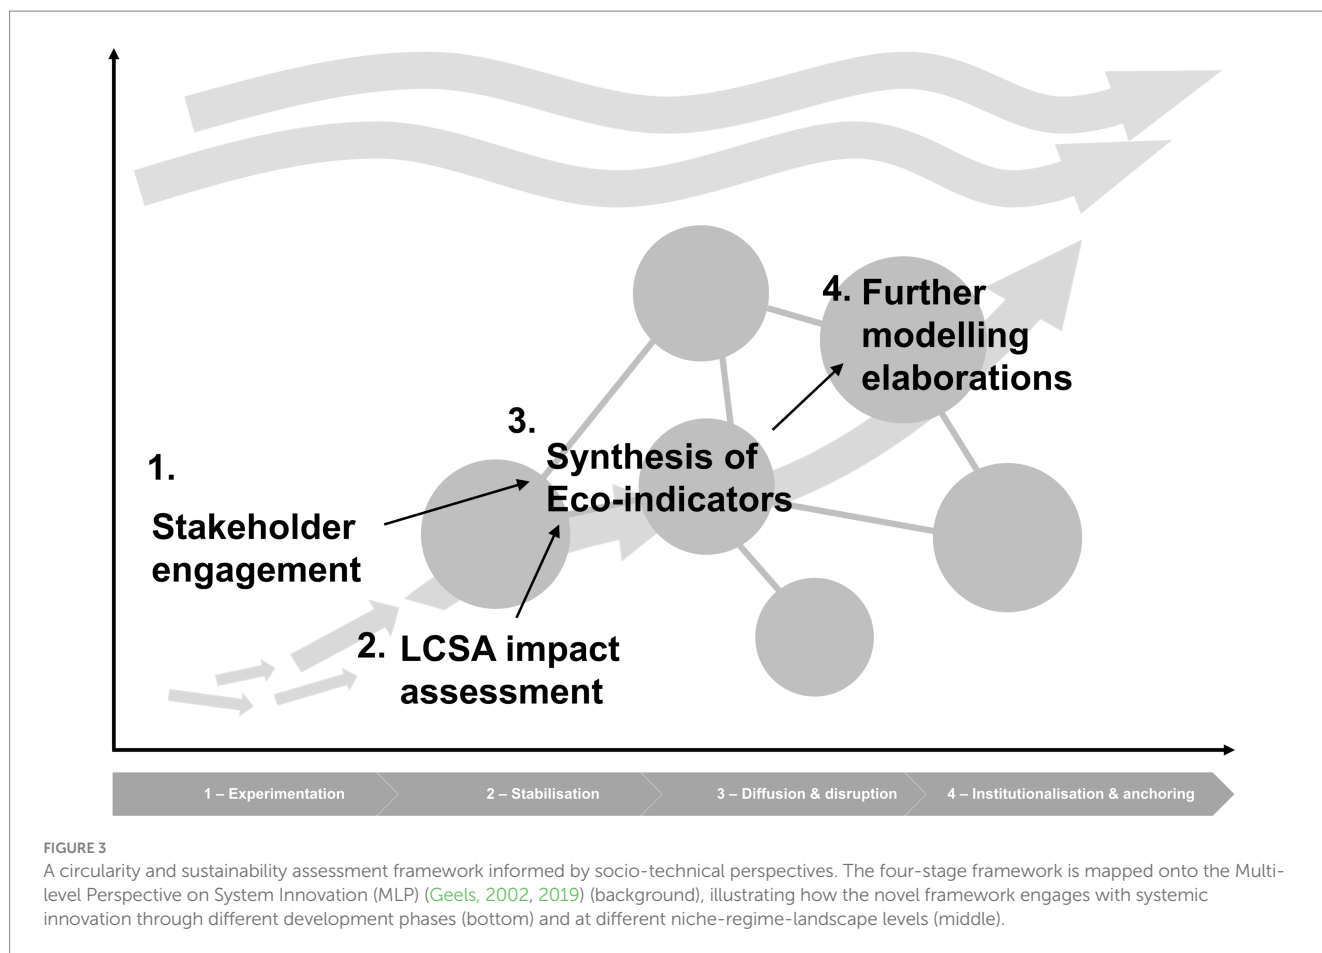 1.
Stakeholder
engagement
2. LCSA impact
assessment
3.
Synthesis of
Eco-indicators
4. Further
modelling
elaborations
1 – Experimentation
2 – Stabilisation
3 – Diffusion & disruption
4 – Institutionalisation & anchoring
FIGURE 3
A circularity and sustainability assessment framework informed by socio-technical perspectives. The four-stage framework is mapped onto the Multi-
level Perspective on System Innovation (MLP) (Geels, 2002, 2019) (background), illustrating how the novel framework engages with systemic
innovation through different development phases (bottom) and at different niche-regime-landscape levels (middle).